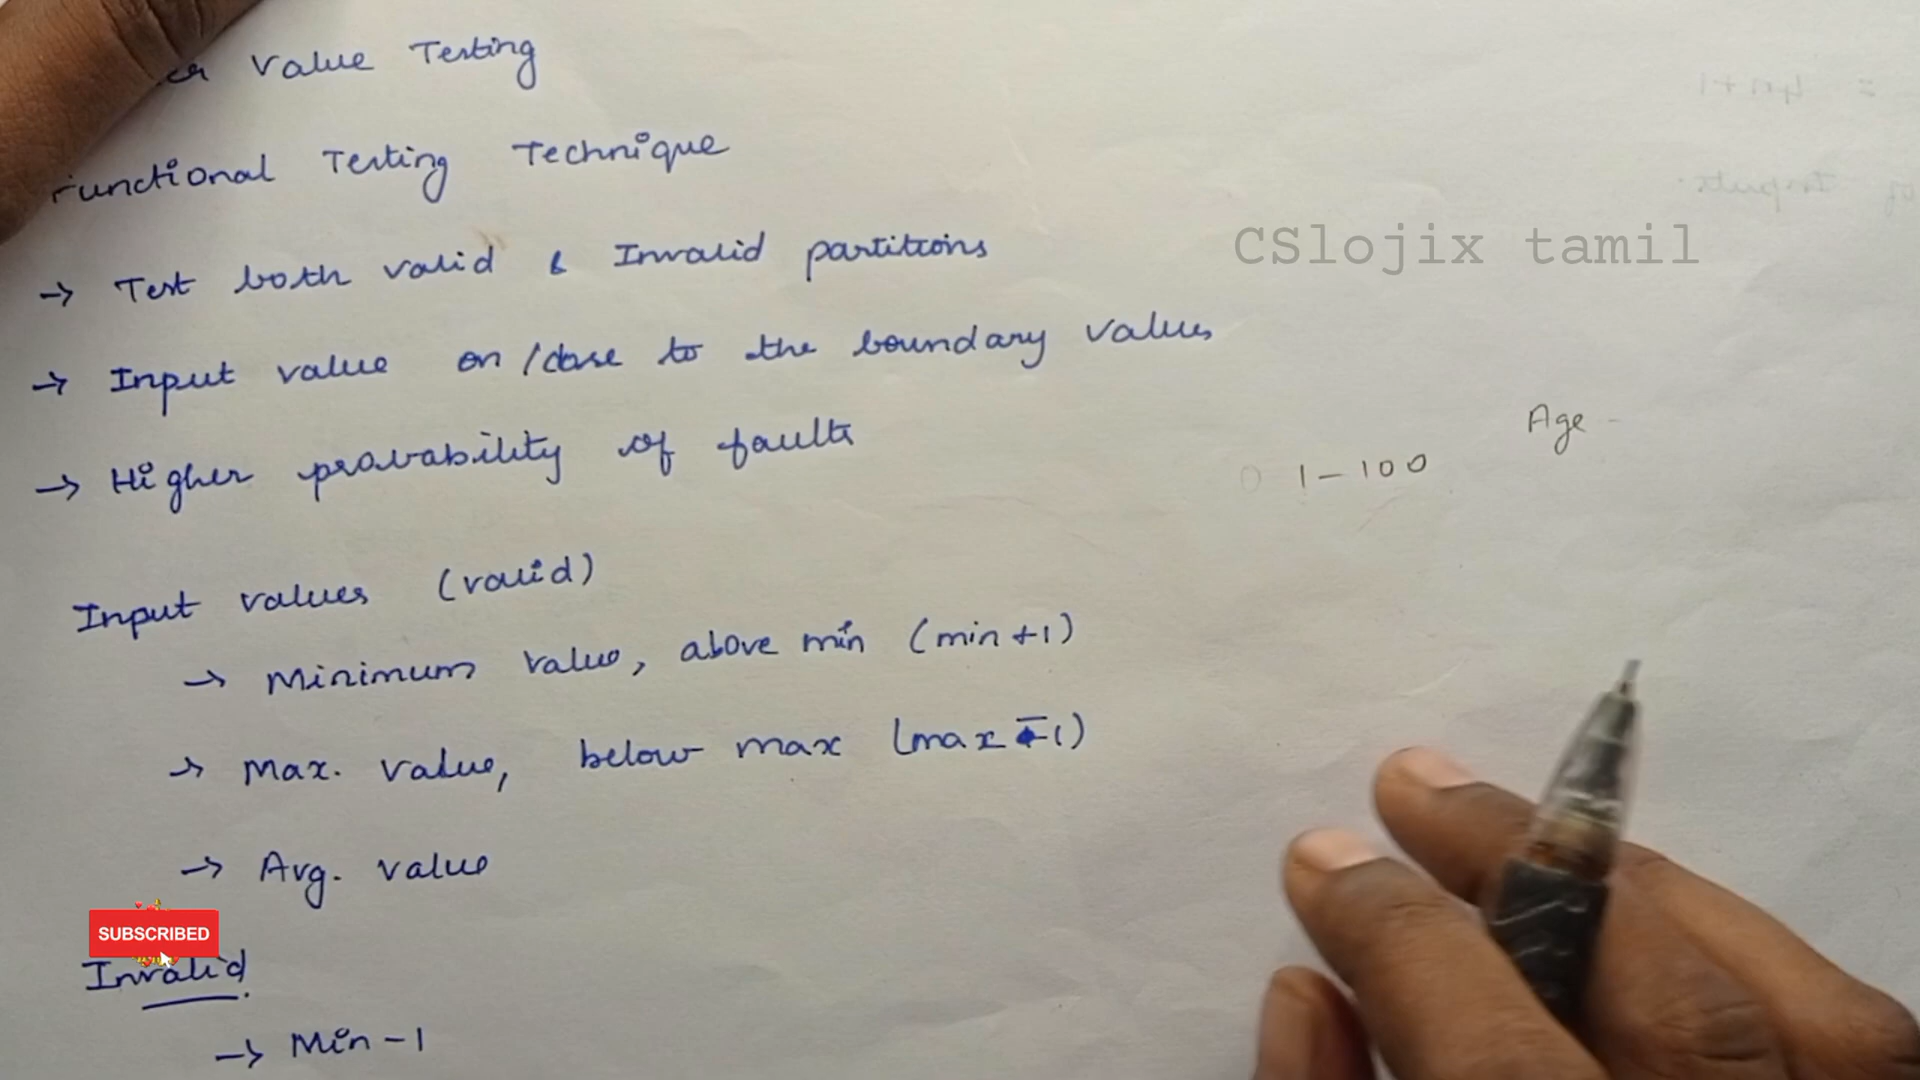 Value Testing
Functional Testing Technique
→ Test both valid & Invalid partitions
CSlojix tamil
→ Input value on/close to the boundary values
→ Higher probability of faults
Age -
0 1-100
Input values (valid)
→ Minimum value, above min (min+1)
→ Max. value, below max (max-1)
→ Avg. value
SUBSCRIBED
Invalid
→ Min-1